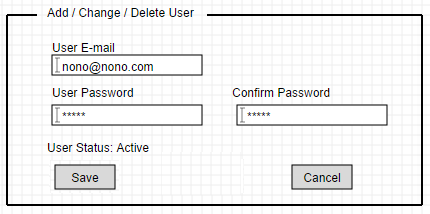 Add / Change / Delete User
User E-mail
nono@nono.com
User Password Confirm Password
***** *****
User Status: Active
Save Cancel